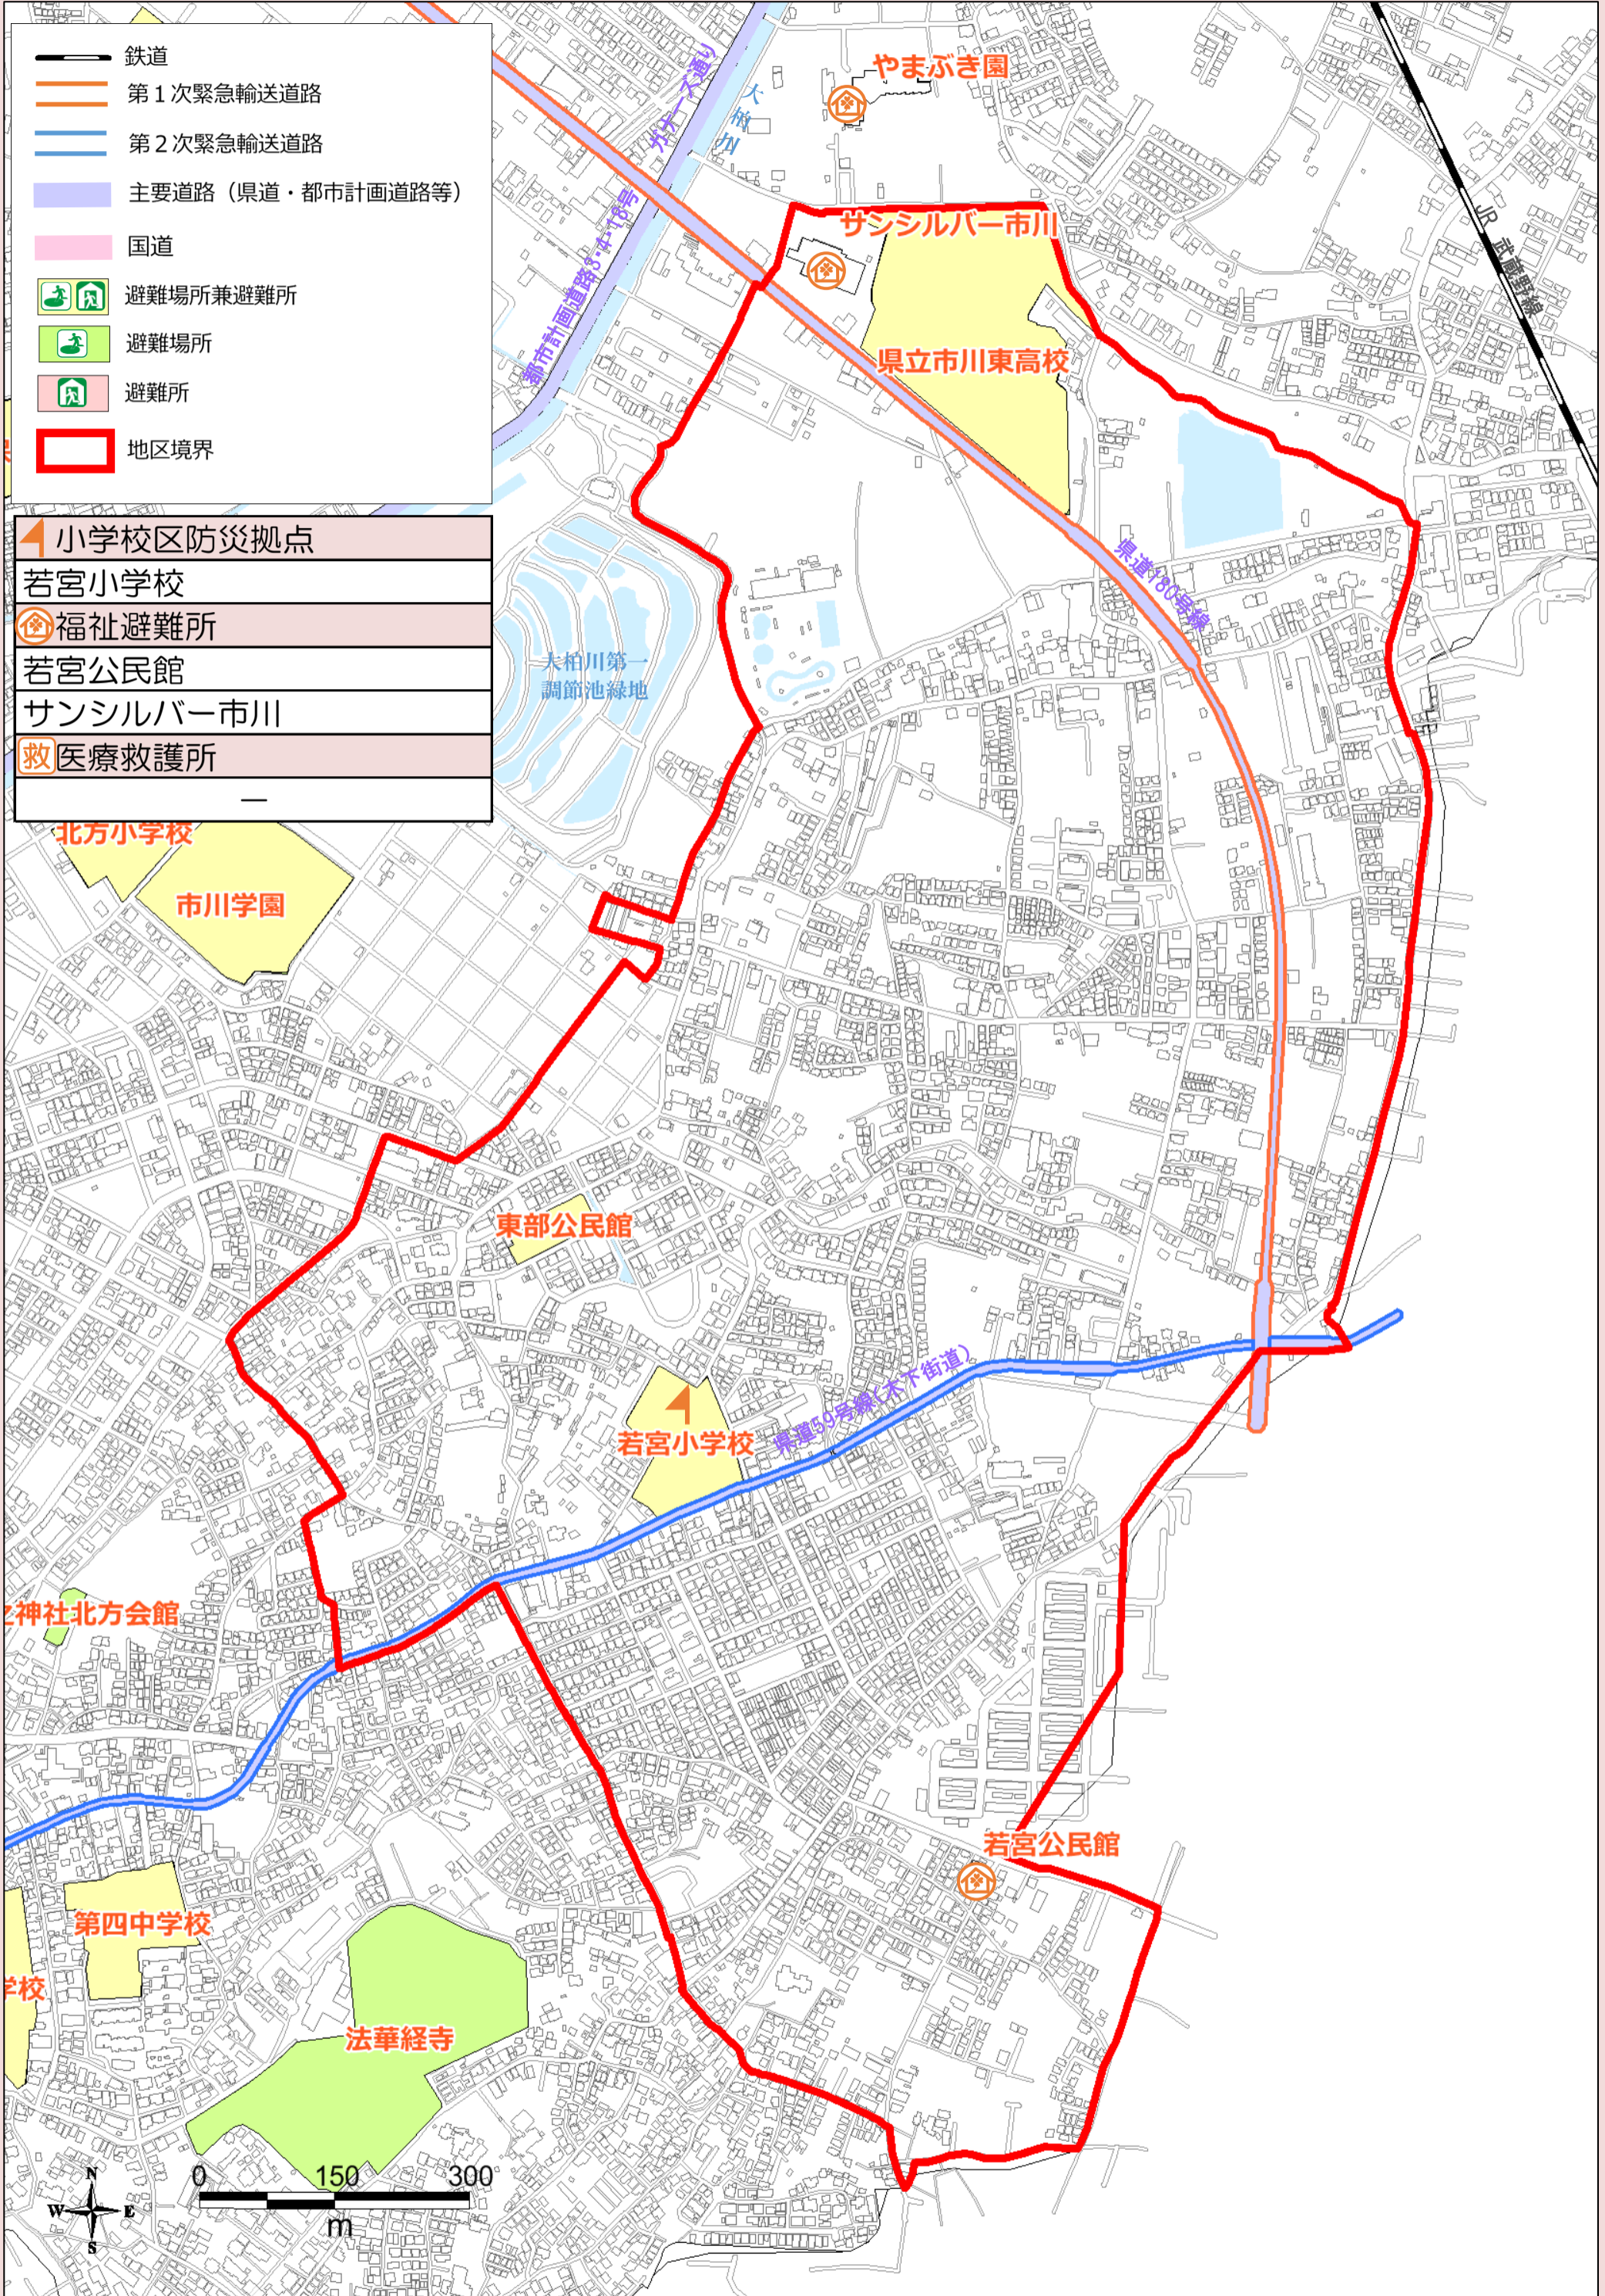 鉄道
第1次緊急輸送道路
第2次緊急輸送道路
主要道路（県道・都市計画道路等）
国道
避難場所兼避難所
避難場所
避難所
地区境界
小学校区防災拠点
若宮小学校
福祉避難所
若宮公民館
サンシルバー市川
救 医療救護所
ー
やまぶき園
ガーナーズ通り
大柏川
都市計画道路3・4・18号
サンシルバー市川
JR 武蔵野線
県立市川東高校
県道180号線
大柏川第一
調節池緑地
北方小学校
市川学園
東部公民館
若宮小学校
県道59号線(木下街道)
神社北方会館
若宮公民館
第四中学校
学校
法華経寺
N
W E
S
0 150 300
m